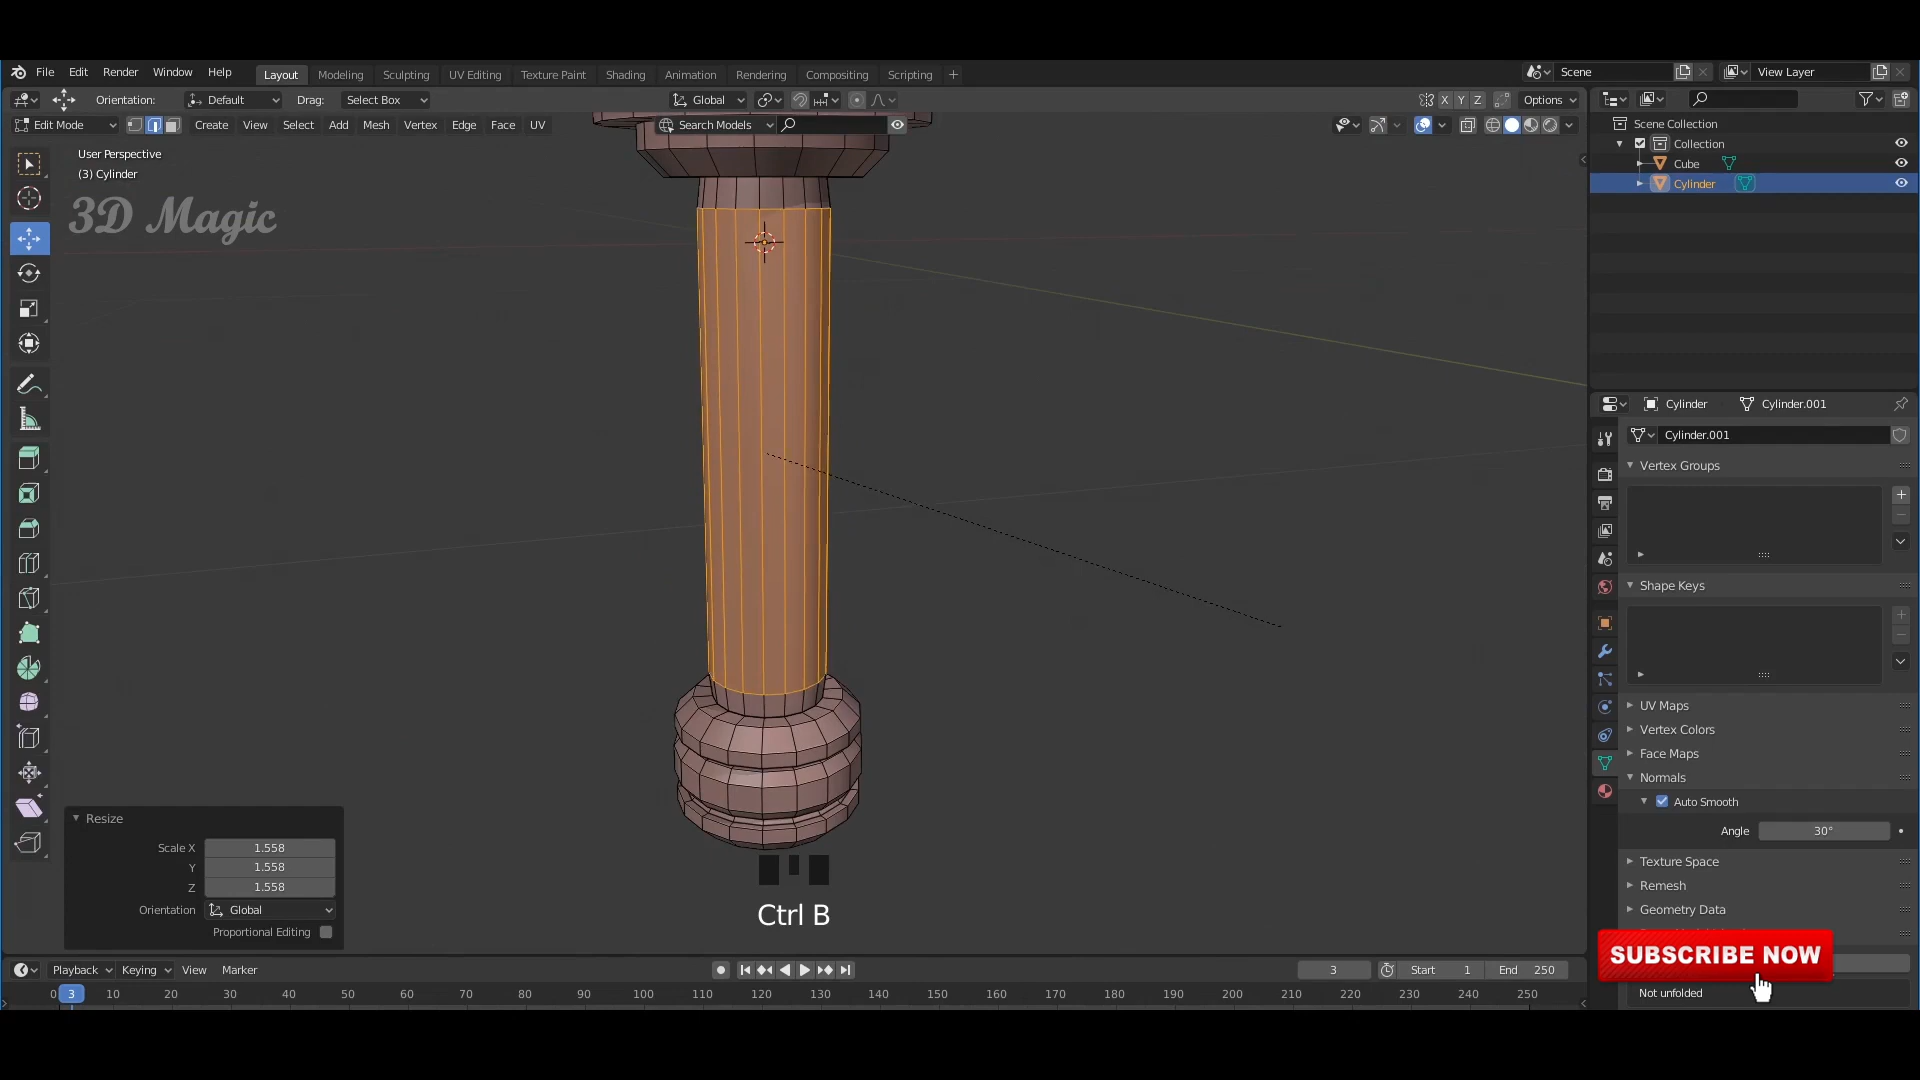 File Edit Render Window Help Layout Modeling Sculpting UV Editing Texture Paint Shading Animation Rendering Compositing Scripting + Scene View Layer
Orientation: Default Drag: Select Box Global X Y Z Options
Edit Mode Create View Select Add Mesh Vertex Edge Face UV Search Models
User Perspective
(3) Cylinder
3D Magic
Scene Collection
Collection
Cube
Cylinder
Cylinder Cylinder.001
Cylinder.001
Vertex Groups
Shape Keys
UV Maps
Vertex Colors
Face Maps
Normals
Auto Smooth
Angle 30°
Texture Space
Remesh
Geometry Data
Resize
Scale X 1.558
Y 1.558
Z 1.558
Orientation Global
Proportional Editing
Ctrl B
SUBSCRIBE NOW
Not unfolded
Playback Keying View Marker 3 Start 1 End 250
0 3 10 20 30 40 50 60 70 80 90 100 110 120 130 140 150 160 170 180 190 200 210 220 230 240 250